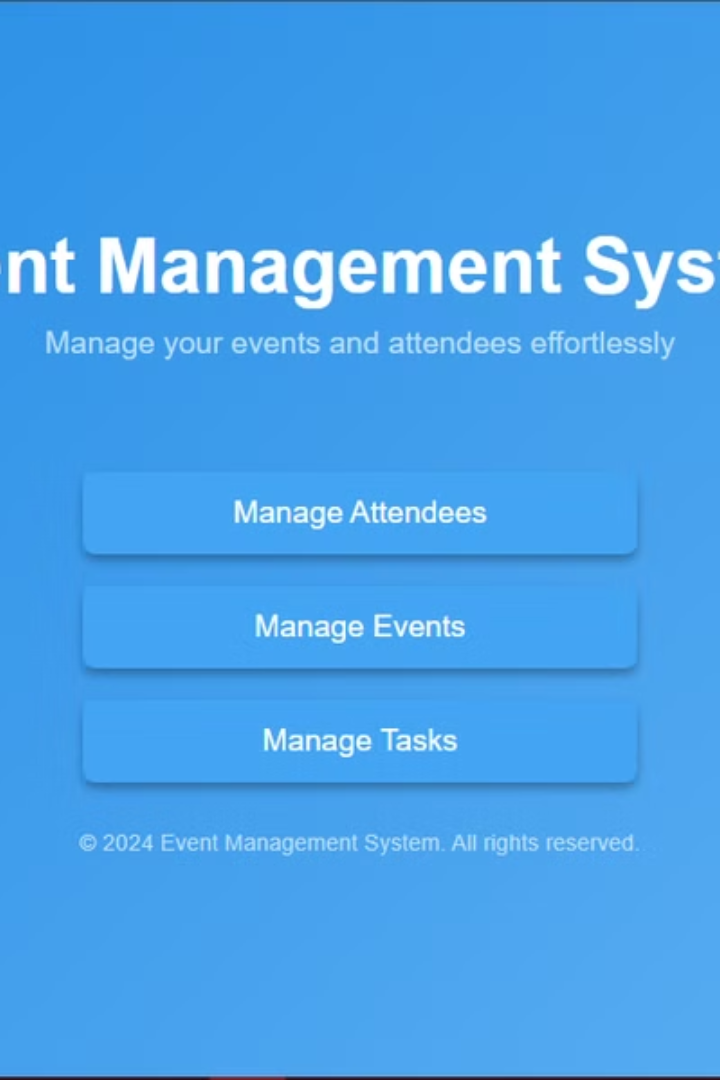 nt Management Syst
Manage your events and attendees effortlessly
Manage Attendees
Manage Events
Manage Tasks
© 2024 Event Management System. All rights reserved.